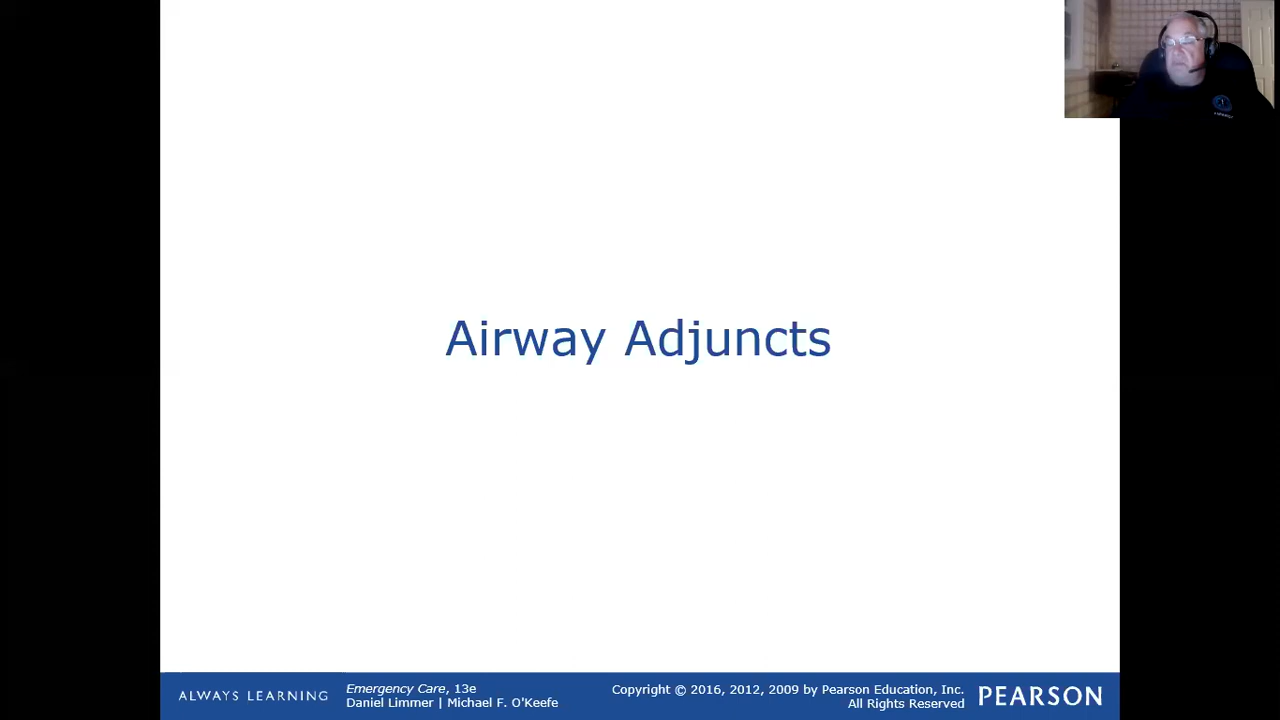 Airway Adjuncts
ALWAYS LEARNING
Emergency Care, 13e
Daniel Limmer | Michael F. O'Keefe
Copyright © 2016, 2012, 2009 by Pearson Education, Inc.
All Rights Reserved
PEARSON